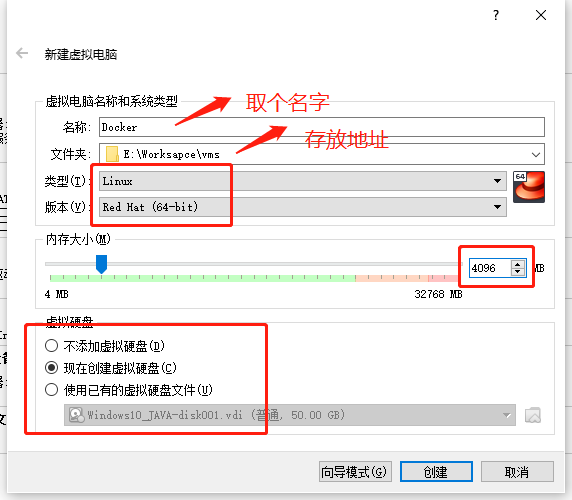 ?
新建虚拟电脑
虚拟电脑名称和系统类型
取个名字
名称: Docker
存放地址
文件夹: E:\Worksapce\vms
类型(T): Linux
64
版本(V): Red Hat (64-bit)
内存大小(M)
4096 MB
4 MB 32768 MB
虚拟硬盘
不添加虚拟硬盘(D)
现在创建虚拟硬盘(C)
使用已有的虚拟硬盘文件(U)
Windows10_JAVA-disk001.vdi (普通, 50.00 GB)
向导模式(G) 创建 取消